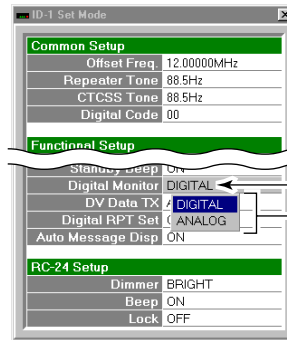 ID-1 Set Mode
Common Setup
Offset Freq. 12.00000MHz
Repeater Tone 88.5Hz
CTCSS Tone 88.5Hz
Digital Code 00
Functional Setup
Standby Beep ON
Digital Monitor DIGITAL
DV Data TX
DIGITAL
Digital RPT Set
ANALOG
Auto Message Disp ON
RC-24 Setup
Dimmer BRIGHT
Beep ON
Lock OFF